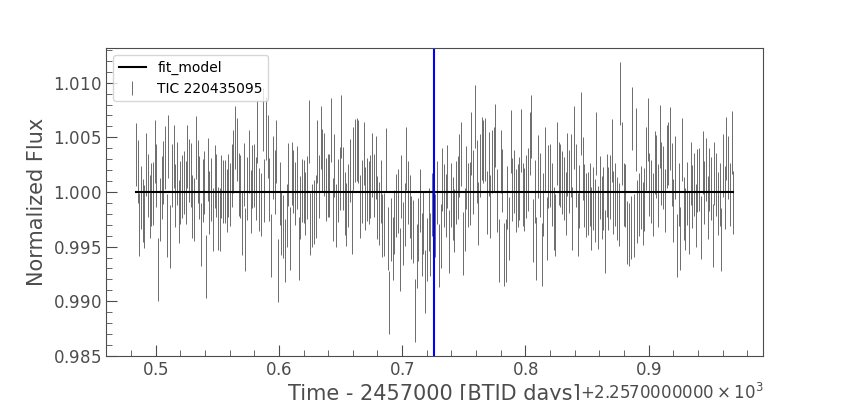 fit_model
TIC 220435095
Normalized Flux
1.010
1.005
1.000
0.995
0.990
0.985
0.5 0.6 0.7 0.8 0.9
Time - 2457000 [BTJD days] +2.2570000000 × 10³